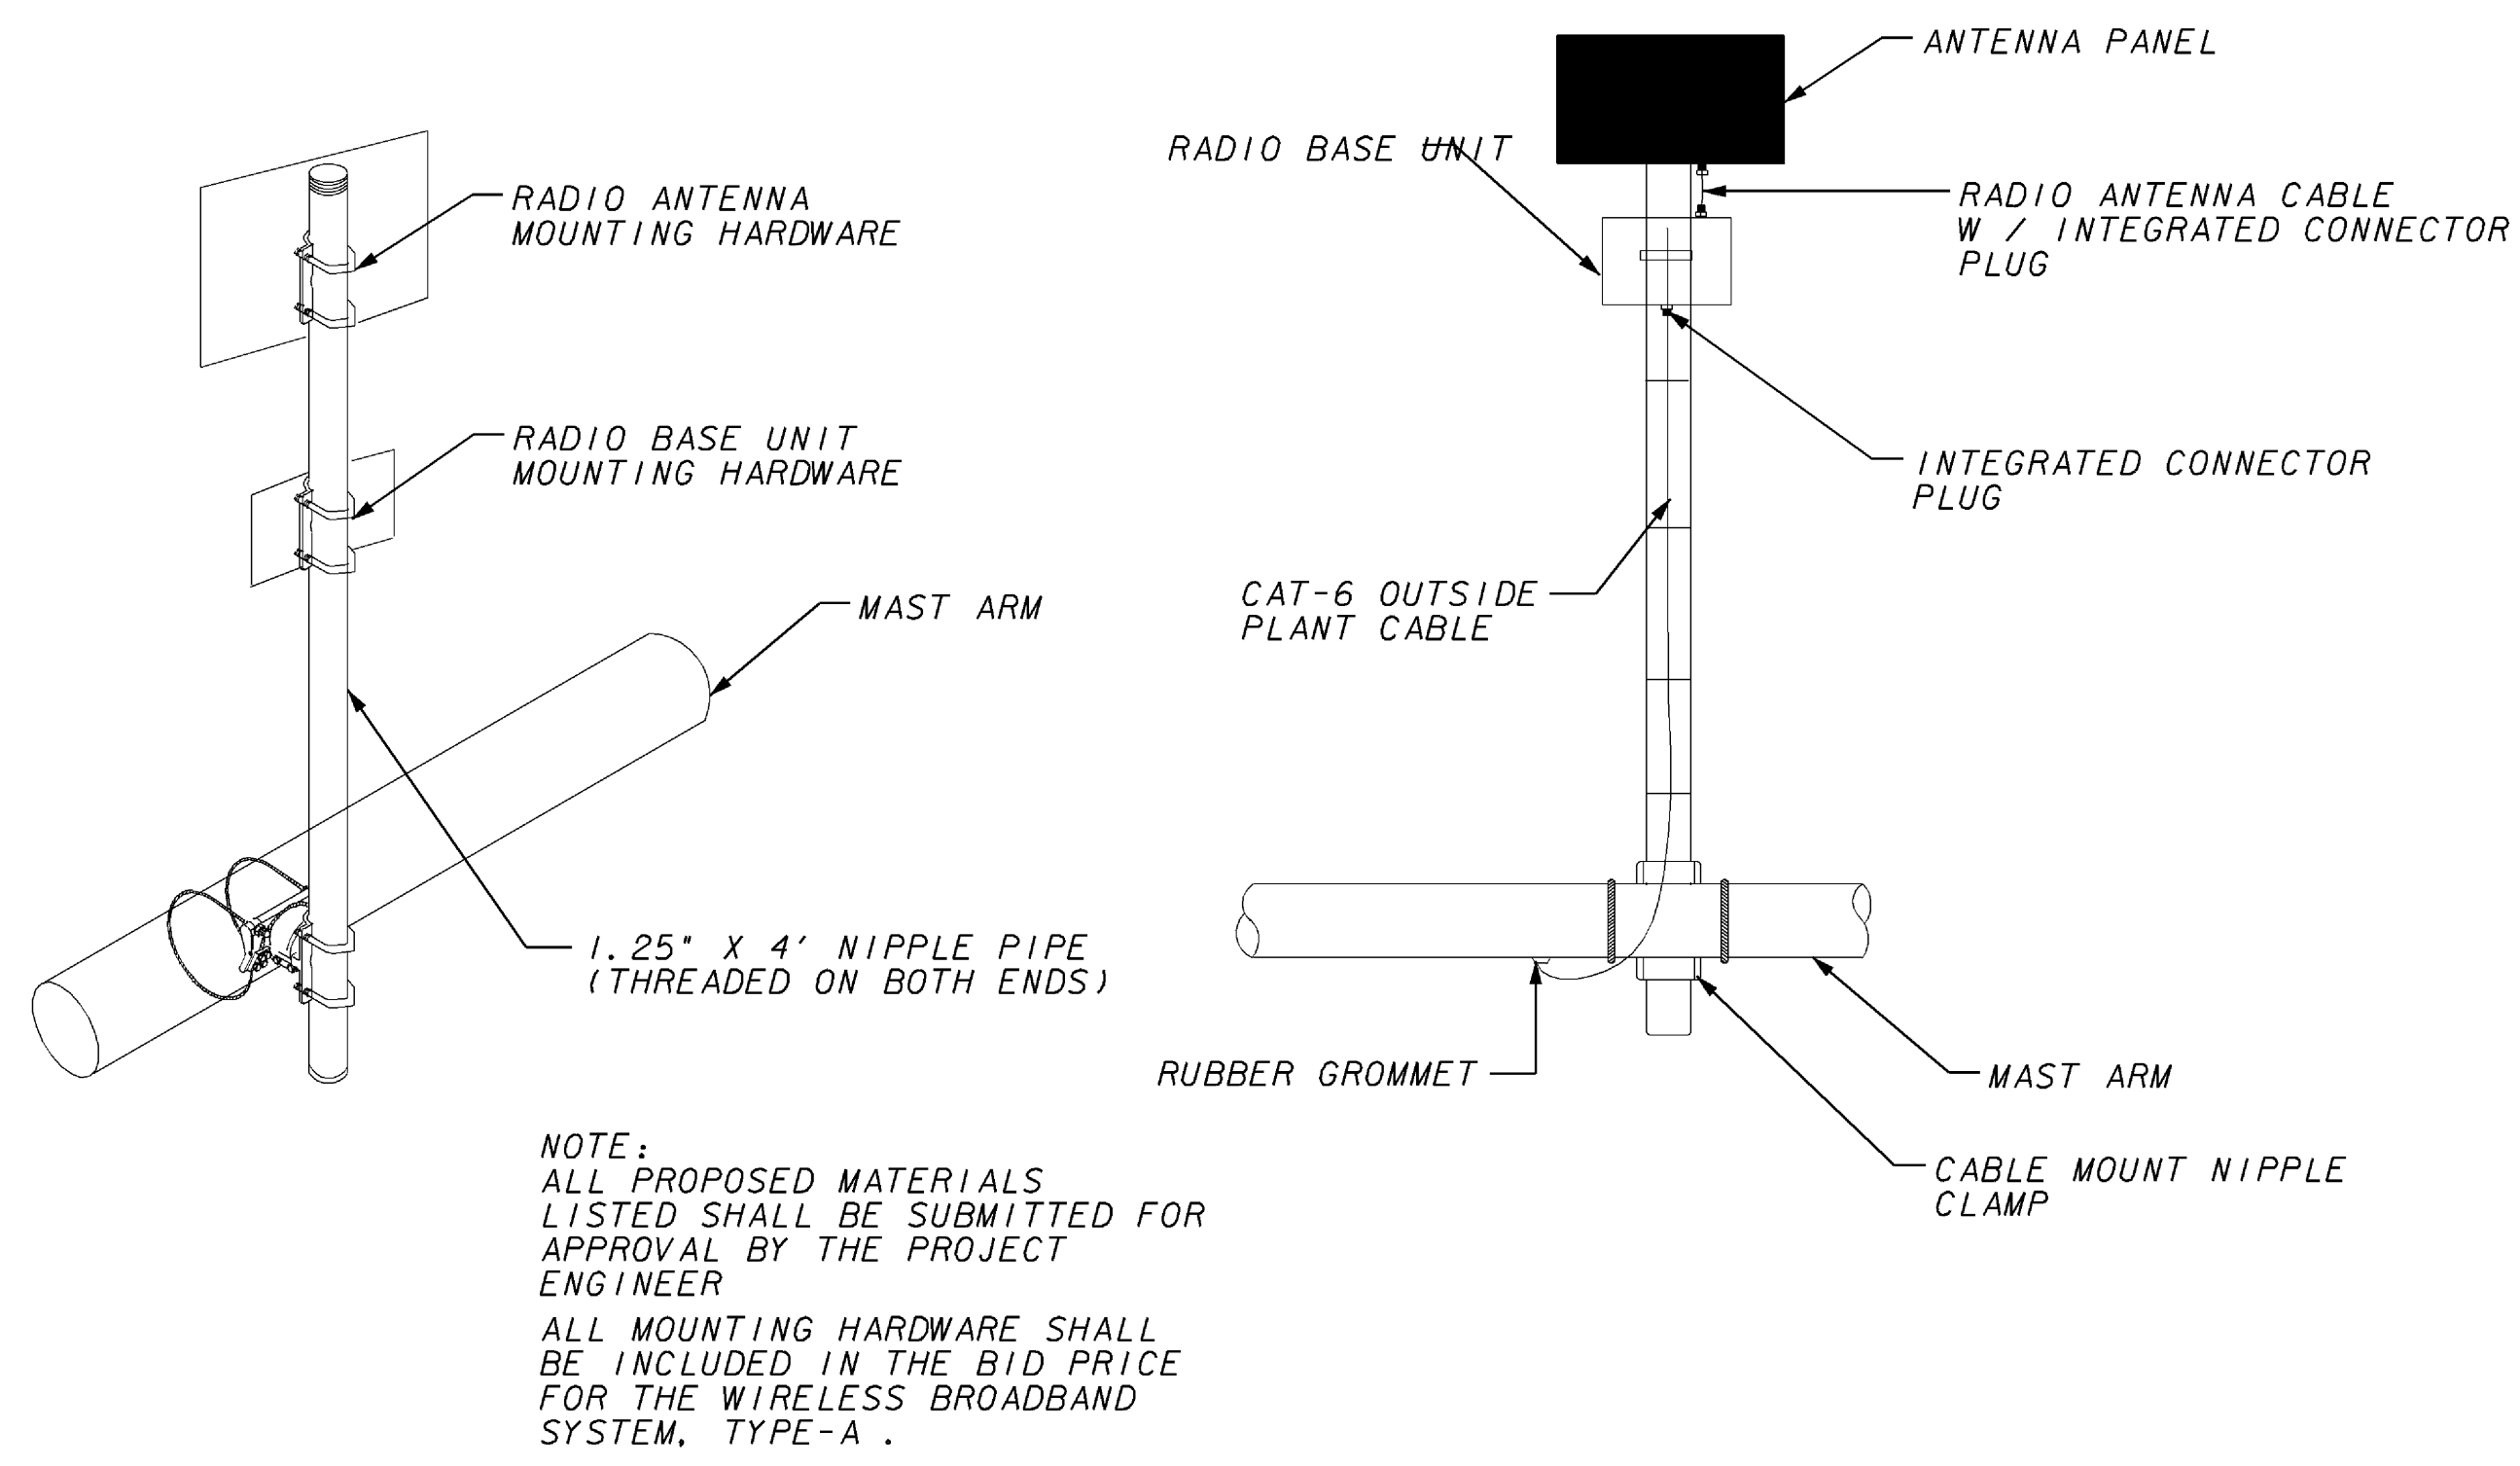 ANTENNA PANEL
RADIO BASE UNIT
RADIO ANTENNA
MOUNTING HARDWARE
RADIO ANTENNA CABLE
W / INTEGRATED CONNECTOR
PLUG
RADIO BASE UNIT
MOUNTING HARDWARE
INTEGRATED CONNECTOR
PLUG
MAST ARM
CAT-6 OUTSIDE
PLANT CABLE
1.25" X 4' NIPPLE PIPE
(THREADED ON BOTH ENDS)
RUBBER GROMMET
MAST ARM
CABLE MOUNT NIPPLE
CLAMP
NOTE:
ALL PROPOSED MATERIALS
LISTED SHALL BE SUBMITTED FOR
APPROVAL BY THE PROJECT
ENGINEER
ALL MOUNTING HARDWARE SHALL
BE INCLUDED IN THE BID PRICE
FOR THE WIRELESS BROADBAND
SYSTEM, TYPE-A .